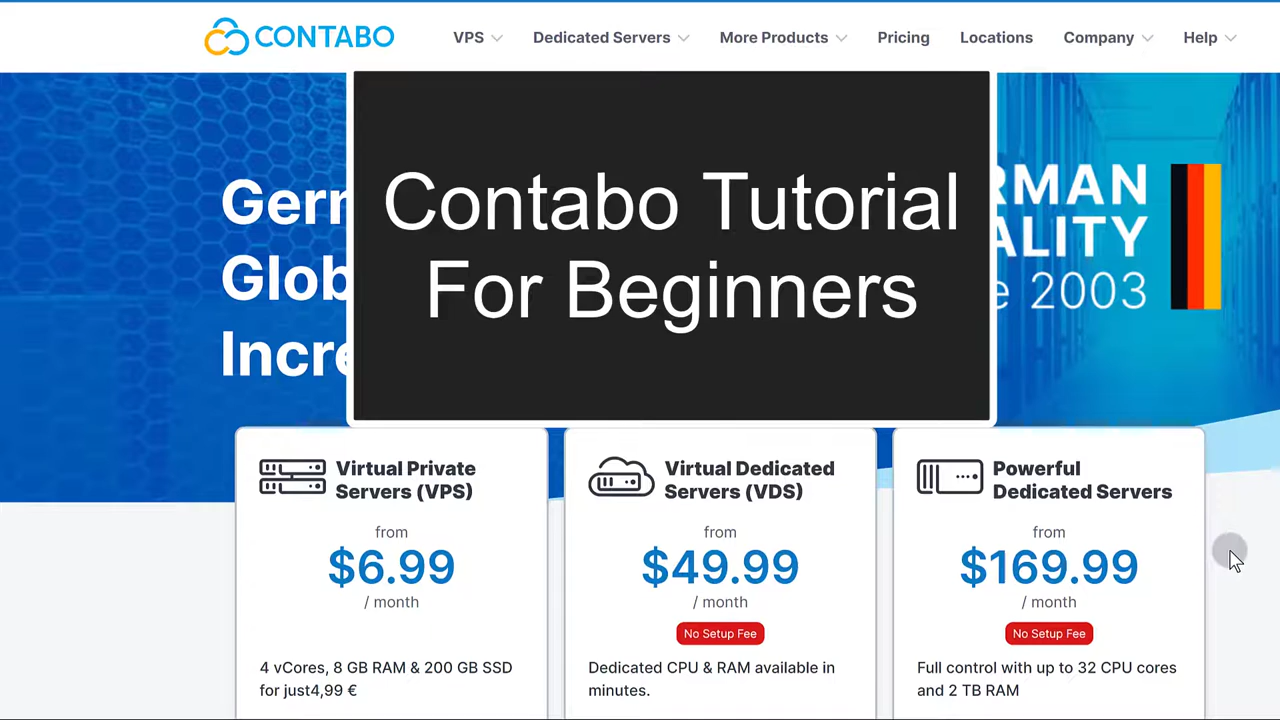 CONTABO
VPS
Dedicated Servers
More Products
Pricing
Locations
Company
Help
Contabo Tutorial
For Beginners
2003
Virtual Private
Servers (VPS)
from
$6.99
/ month
4 vCores, 8 GB RAM & 200 GB SSD
for just4,99 €
Virtual Dedicated
Servers (VDS)
from
$49.99
/ month
No Setup Fee
Dedicated CPU & RAM available in
minutes.
Powerful
Dedicated Servers
from
$169.99
/ month
No Setup Fee
Full control with up to 32 CPU cores
and 2 TB RAM